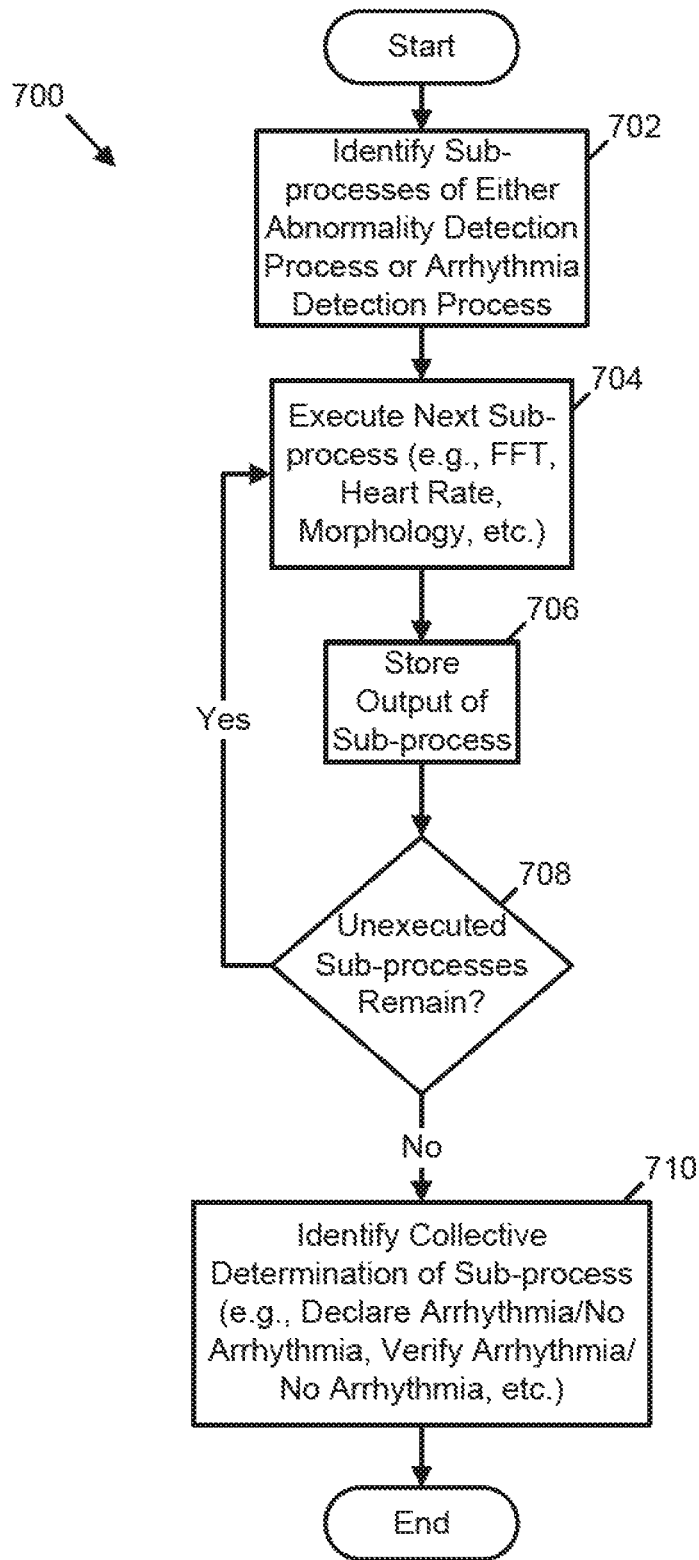 Start
700
702
Identify Sub-
processes of Either
Abnormality Detection
Process or Arrhythmia
Detection Process
704
Execute Next Sub-
process (e.g., FFT,
Heart Rate,
Morphology, etc.)
706
Store
Output of
Sub-process
Yes
708
Unexecuted
Sub-processes
Remain?
No
710
Identify Collective
Determination of Sub-process
(e.g., Declare Arrhythmia/No
Arrhythmia, Verify Arrhythmia/
No Arrhythmia, etc.)
End